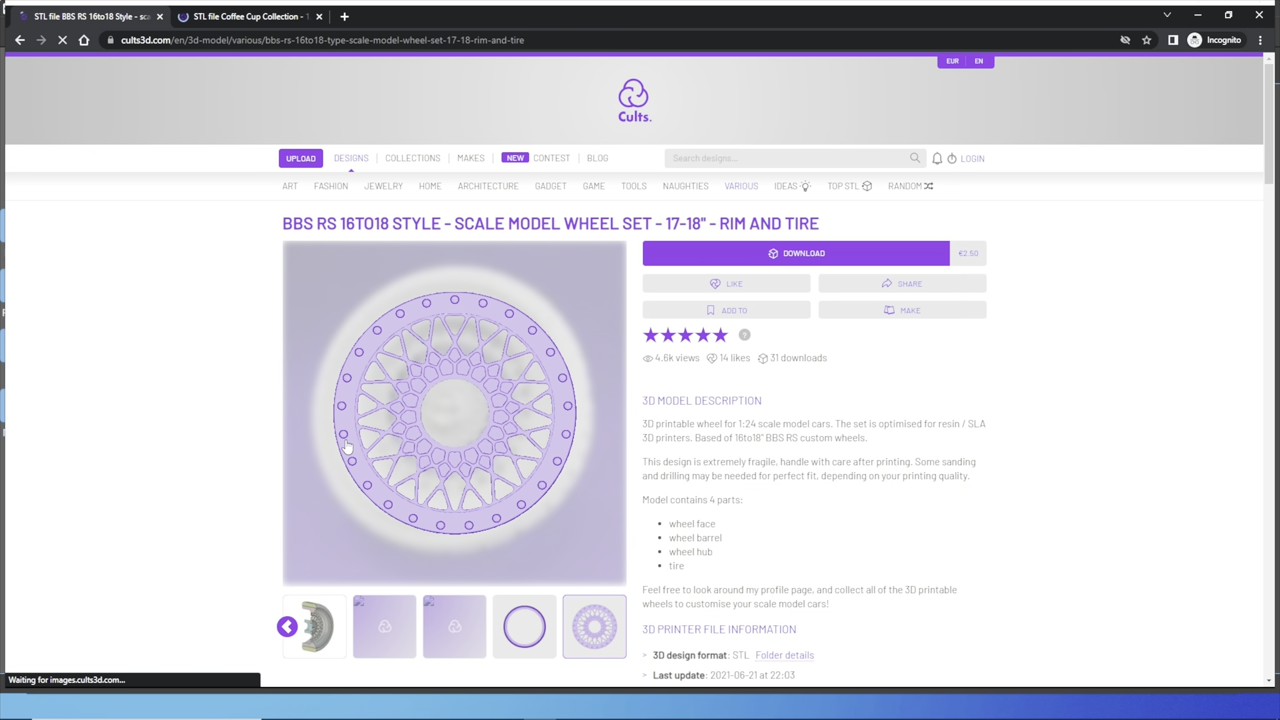 STL file BBS RS 16to18 Style - sca
STL file Coffee Cup Collection - 1
cults3d.com/en/3d-model/various/bbs-rs-16to18-type-scale-model-wheel-set-17-18-rim-and-tire
Incognito
EUR EN
Cults.
UPLOAD DESIGNS COLLECTIONS MAKES NEW CONTEST BLOG Search designs... LOGIN
ART FASHION JEWELRY HOME ARCHITECTURE GADGET GAME TOOLS NAUGHTIES VARIOUS IDEAS TOP STL RANDOM
BBS RS 16TO18 STYLE - SCALE MODEL WHEEL SET - 17-18" - RIM AND TIRE
DOWNLOAD €2.50
LIKE SHARE
ADD TO MAKE
?
4.6k views 14 likes 31 downloads
3D MODEL DESCRIPTION
3D printable wheel for 1:24 scale model cars. The set is optimised for resin / SLA
3D printers. Based of 16to18" BBS RS custom wheels.
This design is extremely fragile, handle with care after printing. Some sanding
and drilling may be needed for perfect fit, depending on your printing quality.
Model contains 4 parts:
• wheel face
• wheel barrel
• wheel hub
• tire
Feel free to look around my profile page, and collect all of the 3D printable
wheels to customise your scale model cars!
3D PRINTER FILE INFORMATION
> 3D design format: STL Folder details
> Last update: 2021-06-21 at 22:03
Waiting for images.cults3d.com...